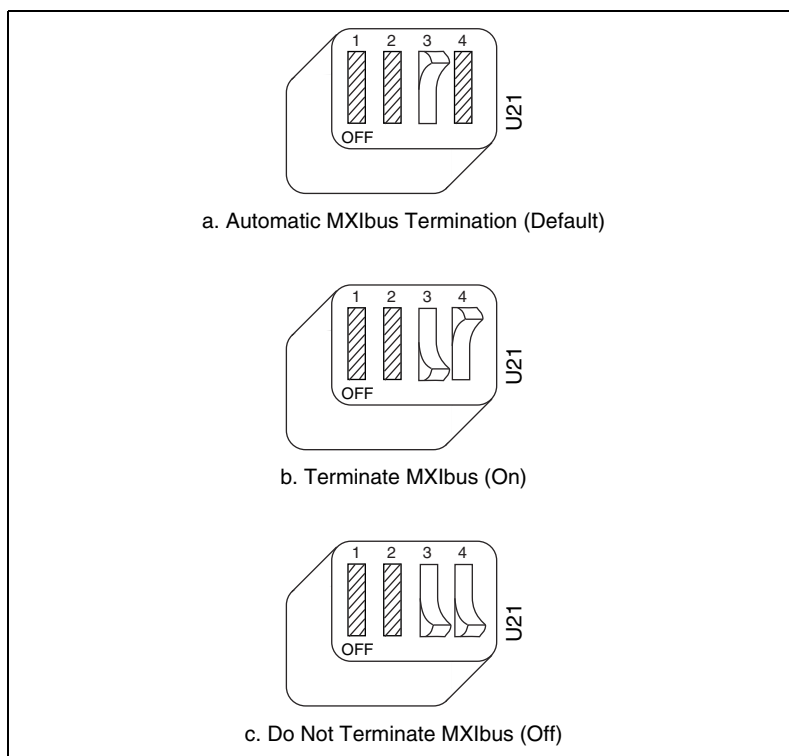 1 2 3 4
OFF
U21
a. Automatic MXIbus Termination (Default)
1 2 3 4
OFF
U21
b. Terminate MXIbus (On)
1 2 3 4
OFF
U21
c. Do Not Terminate MXIbus (Off)